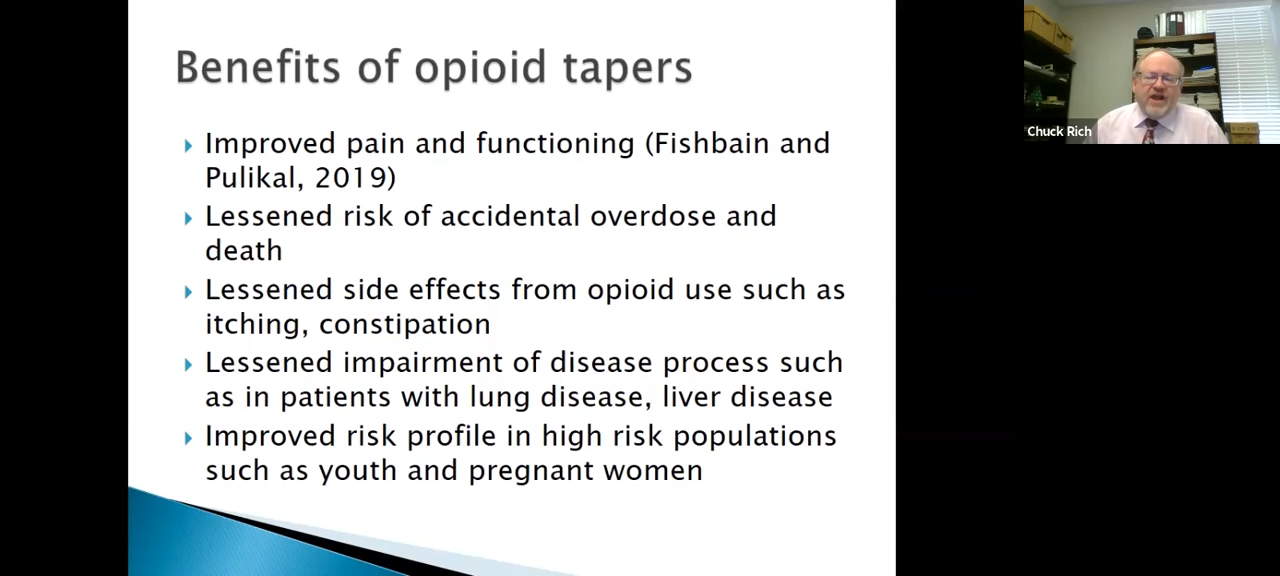 Benefits of opioid tapers
Improved pain and functioning (Fishbain and
Pulikal, 2019)
Lessened risk of accidental overdose and
death
Lessened side effects from opioid use such as
itching, constipation
Lessened impairment of disease process such
as in patients with lung disease, liver disease
Improved risk profile in high risk populations
such as youth and pregnant women
Chuck Rich